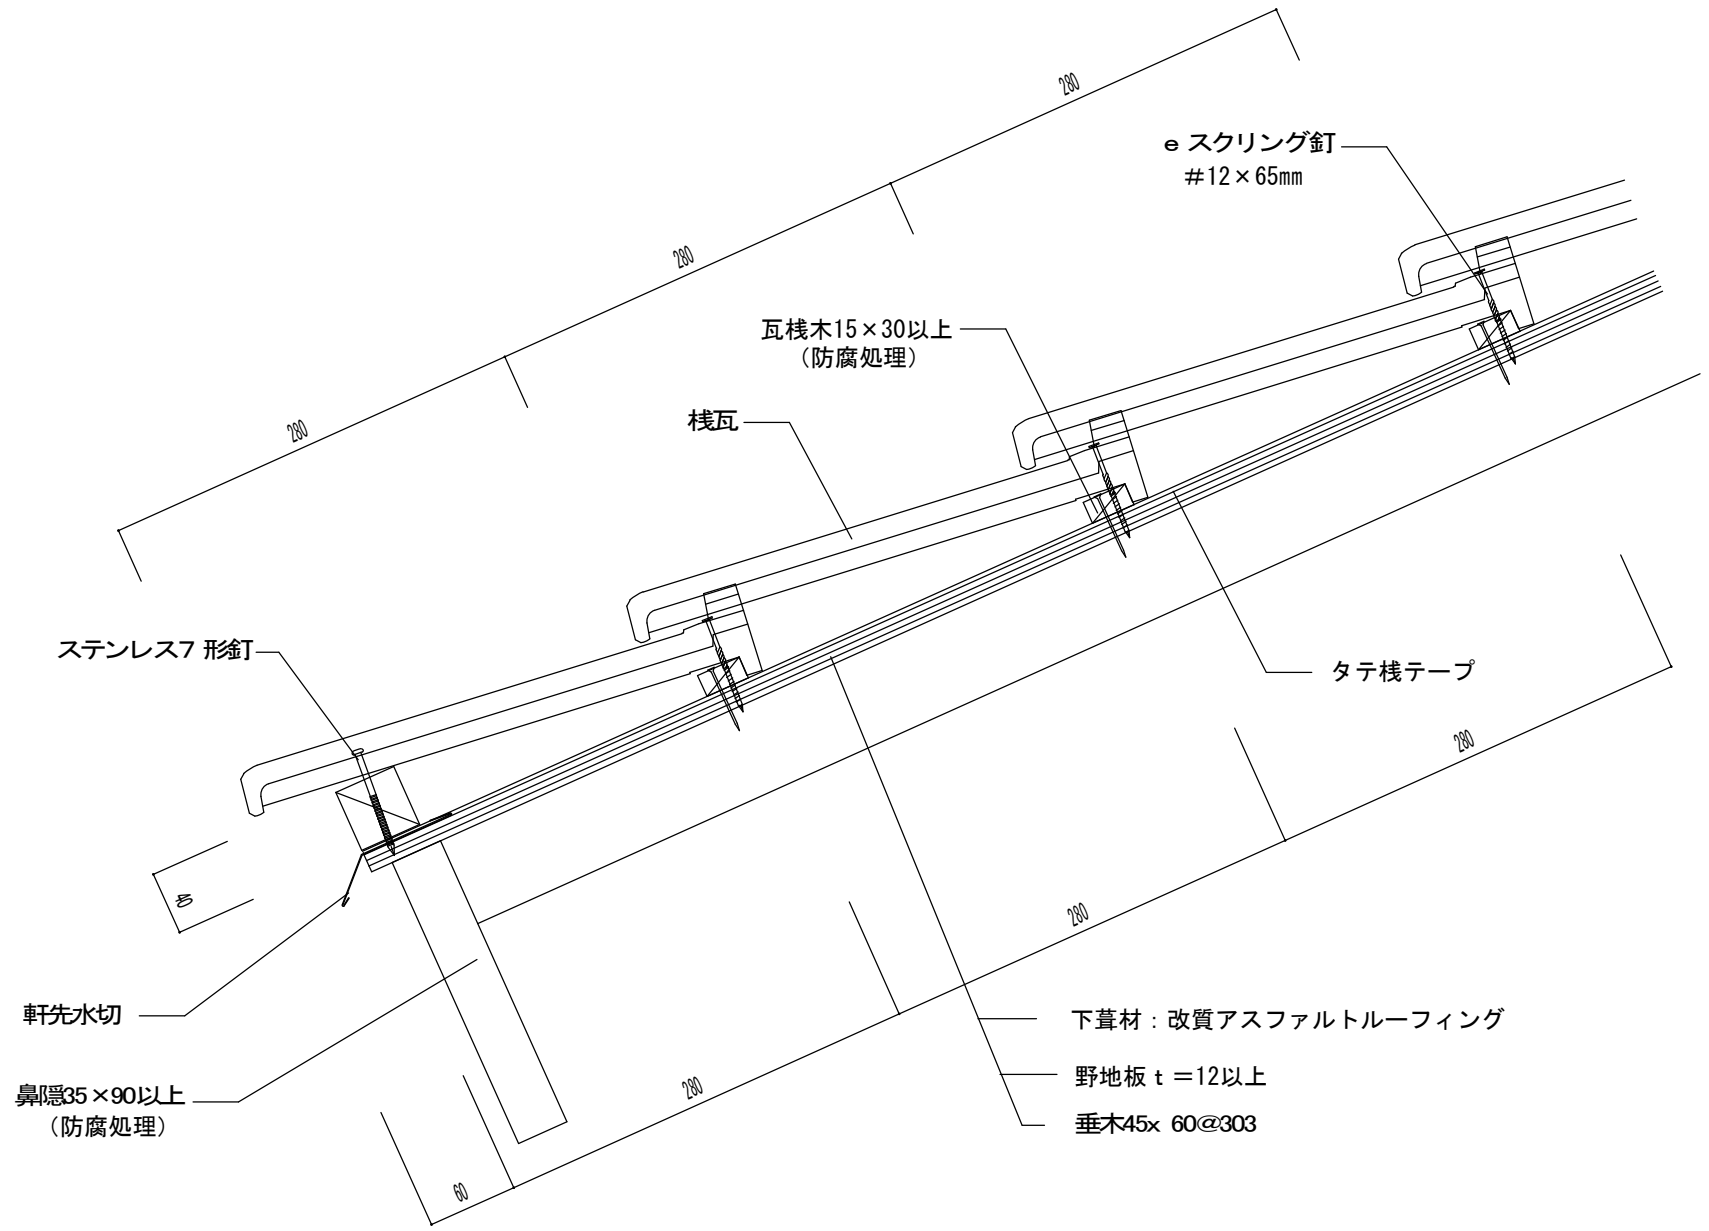 280
280
280
e スクリング釘
＃12×65㎜
瓦桟木15×30以上
（防腐処理）
桟瓦
ステンレス7 形釘
タテ桟テープ
280
40
280
軒先水切
下葺材：改質アスファルトルーフィング
野地板 t ＝12以上
鼻隠35×90以上
（防腐処理）
280
垂木45x 60@303
60